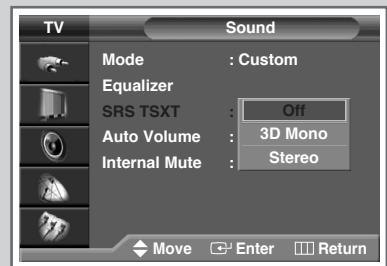 TV
Sound
Mode : Custom
Equalizer
SRS TSXT : Off
3D Mono
Auto Volume :
Stereo
Internal Mute :
Move Enter Return